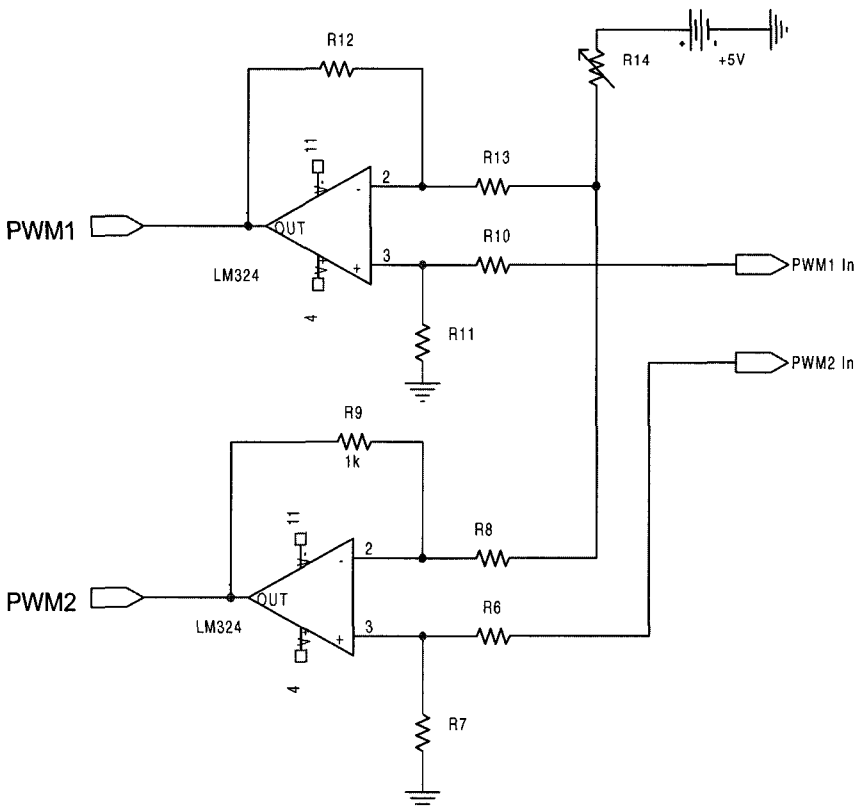 R12
R14
+
-
+5V
11
V-
2
-
R13
PWM1
OUT
3
+
R10
PWM1 In
LM324
V+
4
R11
PWM2 In
R9
1k
11
V-
2
-
R8
PWM2
OUT
R6
LM324
3
+
V+
4
R7